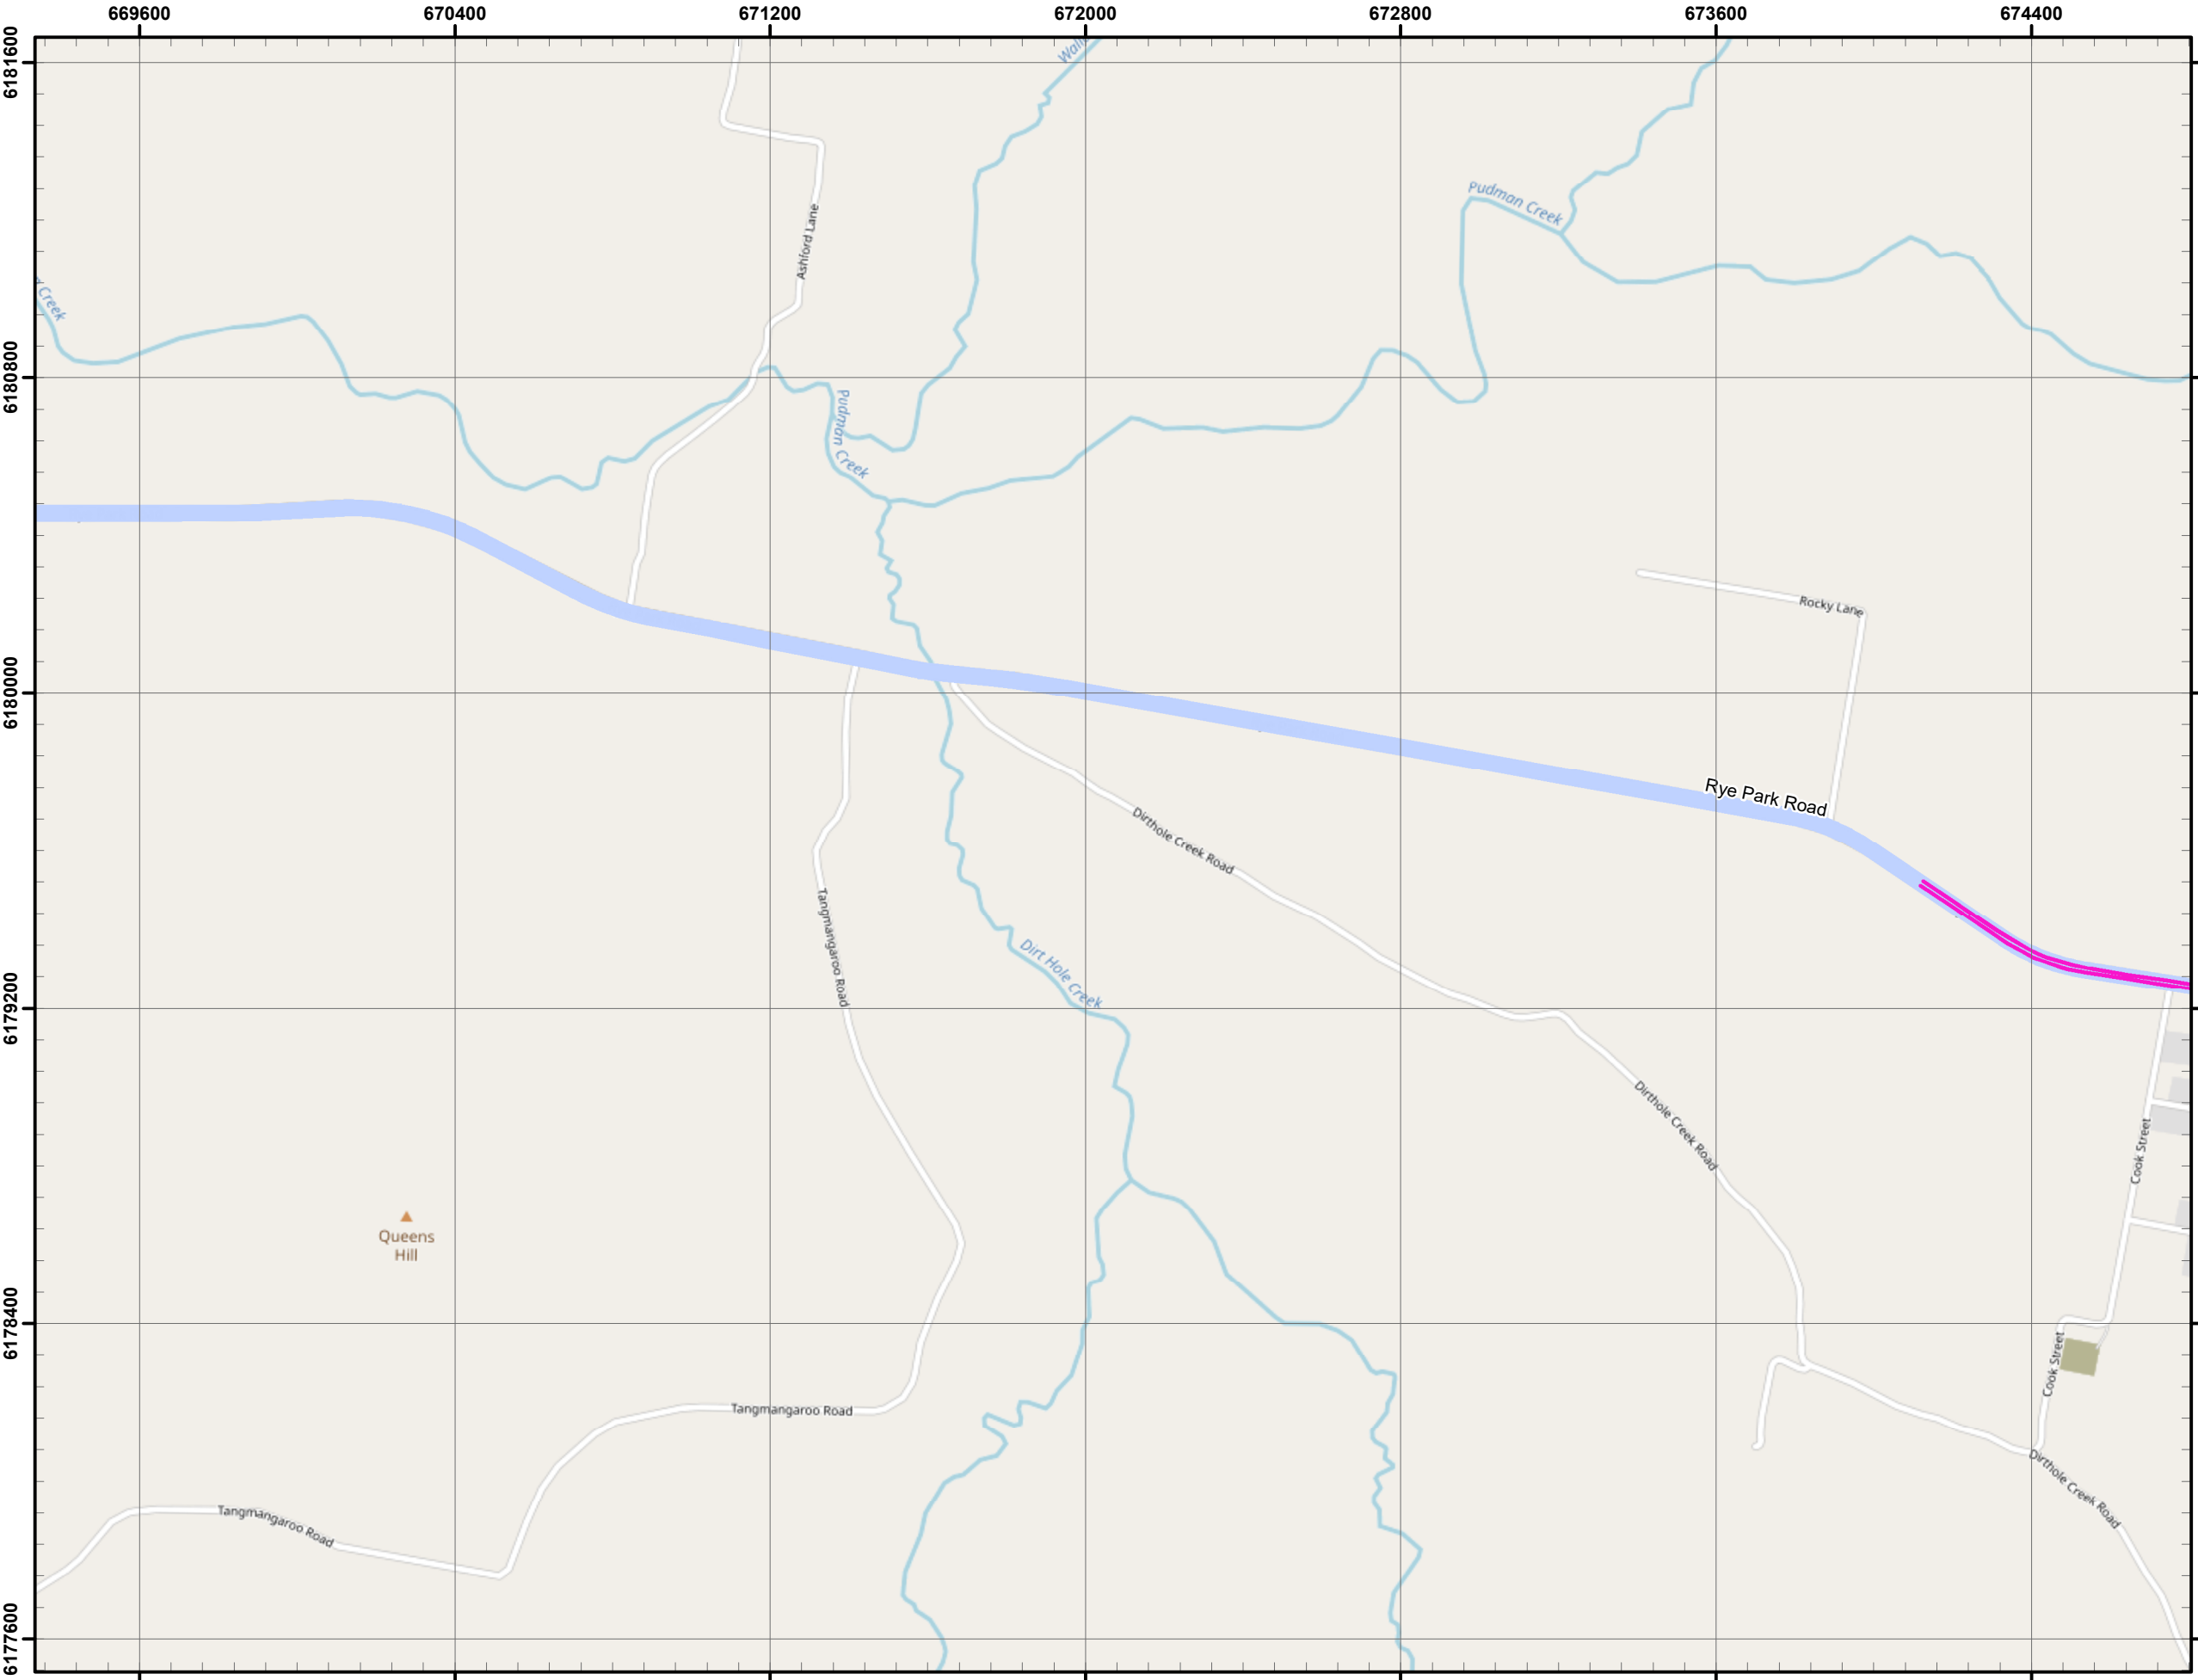 669600
670400
671200
672000
672800
673600
674400
6181600
6180800
6180000
6179200
6178400
6177600
Pudman Creek
Ashford Lane
Creek
Pudman Creek
Rocky Lane
Rye Park Road
Dirthole Creek Road
Tangmangaroo Road
Dirt Hole Creek
Dirthole Creek Road
Cook Street
Queens
Hill
Cook Street
Tangmangaroo Road
Dirthole Creek Road
Tangmangaroo Road